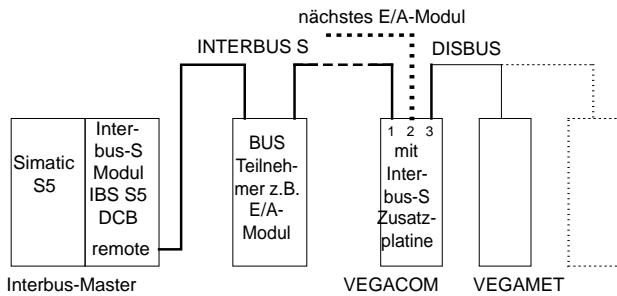 nächstes E/A-Modul
INTERBUS S
DISBUS
Simatic
S5
Inter-
bus-S
Modul
IBS S5
DCB
remote
BUS
Teilneh-
mer z.B.
E/A-
Modul
1 2 3
mit
Inter-
bus-S
Zusatz-
platine
Interbus-Master
VEGACOM
VEGAMET